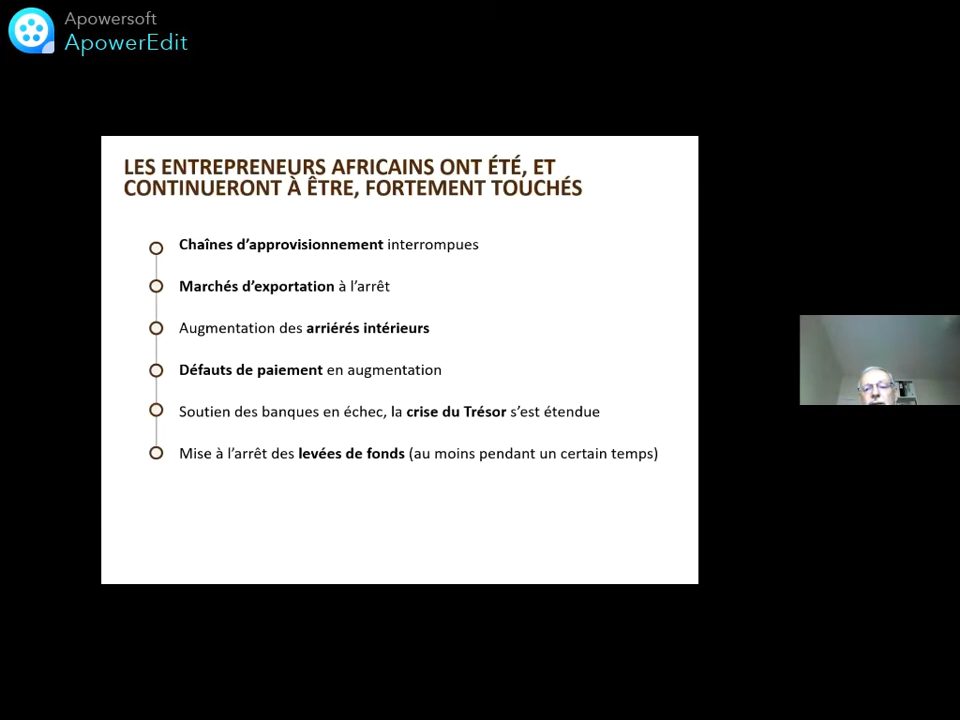 Apowersoft
ApowerEdit
LES ENTREPRENEURS AFRICAINS ONT ÉTÉ, ET
CONTINUERONT À ÊTRE, FORTEMENT TOUCHÉS
Chaînes d’approvisionnement interrompues
Marchés d’exportation à l’arrêt
Augmentation des arriérés intérieurs
Défauts de paiement en augmentation
Soutien des banques en échec, la crise du Trésor s’est étendue
Mise à l’arrêt des levées de fonds (au moins pendant un certain temps)